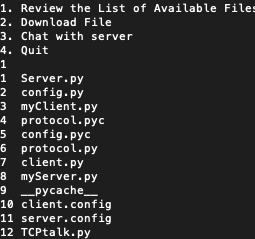 1. Review the List of Available Files
2. Download File
3. Chat with server
4. Quit
1
1 Server.py
2 config.py
3 myClient.py
4 protocol.pyc
5 config.pyc
6 protocol.py
7 client.py
8 myServer.py
9 __pycache__
10 client.config
11 server.config
12 TCPtalk.py